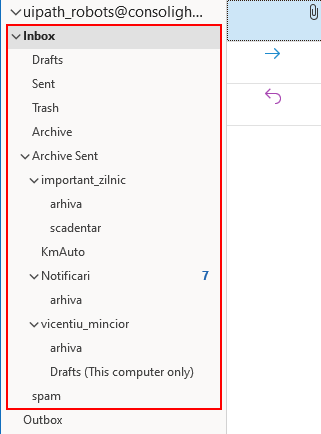 uipath_robots@consoligh...
Inbox
Drafts
Sent
Trash
Archive
Archive Sent
important_zilnic
arhiva
scadentar
KmAuto
Notificari 7
arhiva
vicentiu_mincior
arhiva
Drafts (This computer only)
spam
Outbox